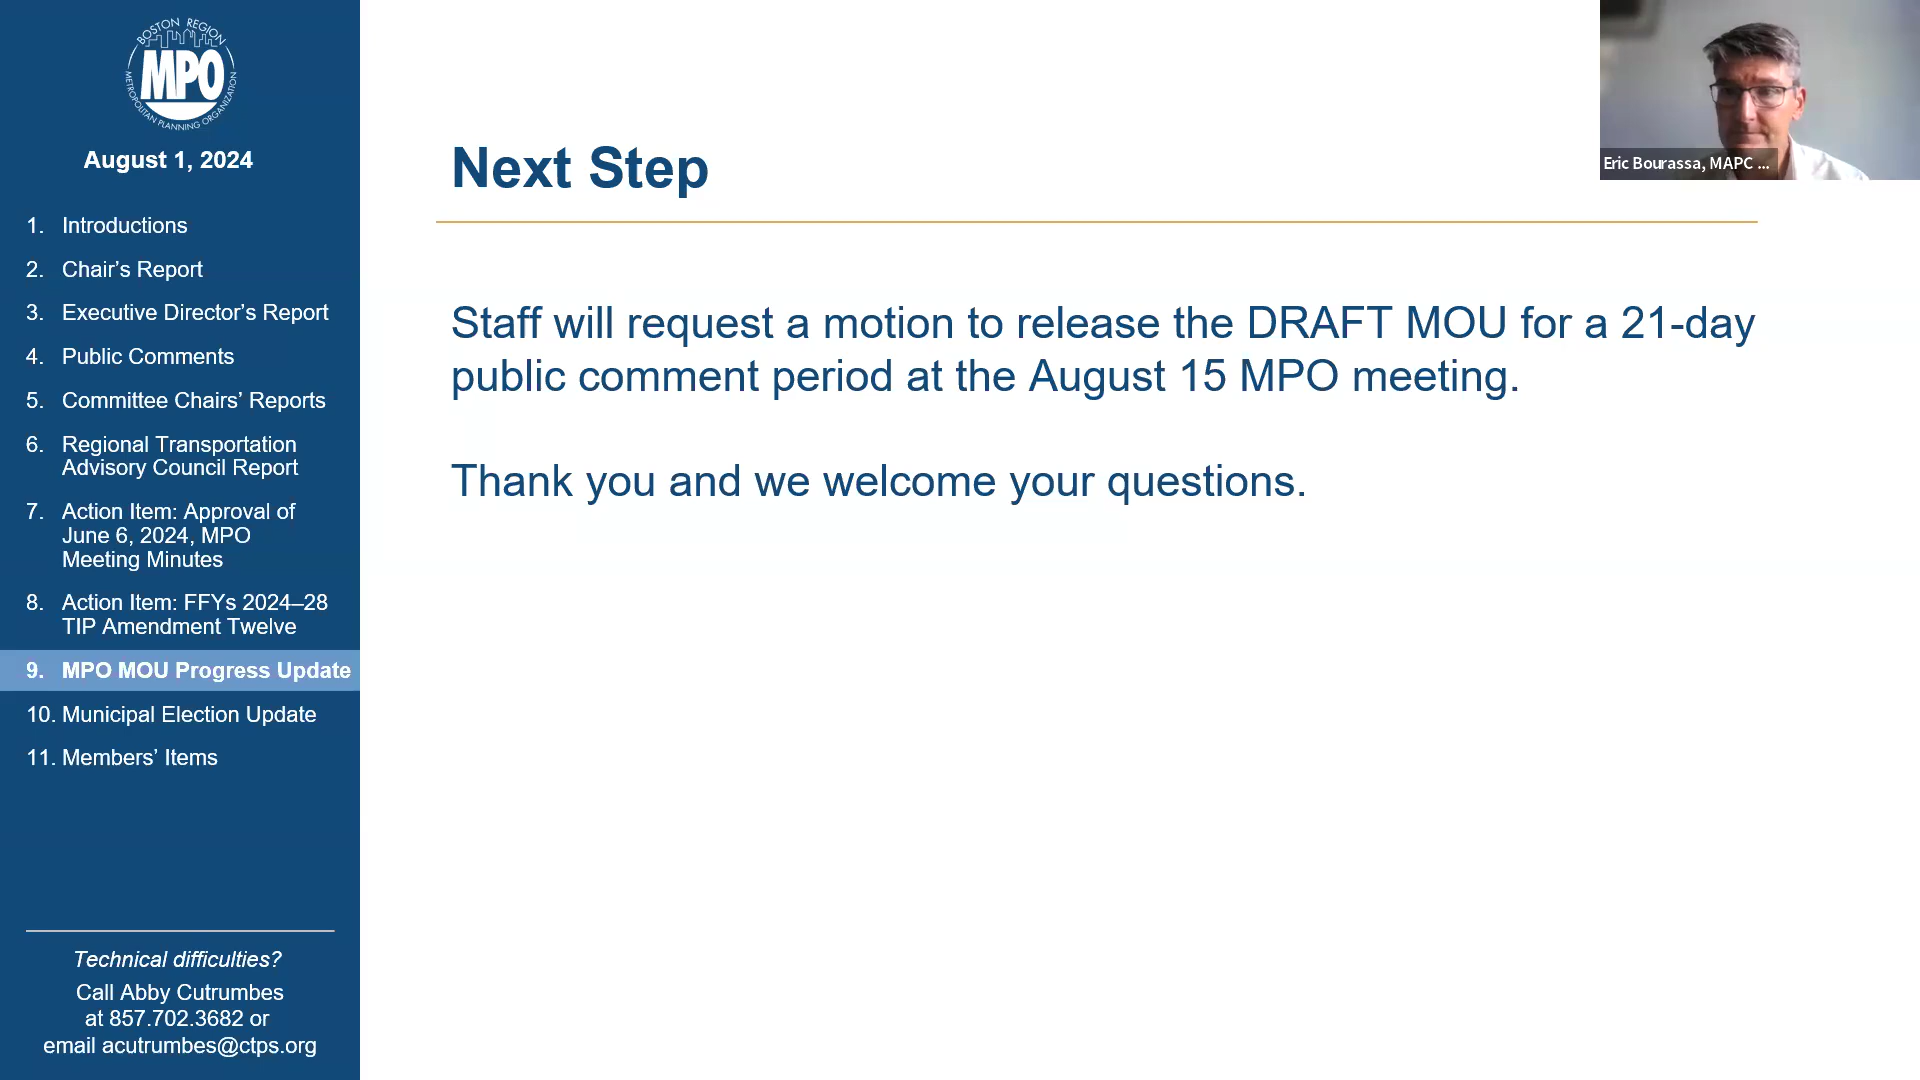 BOSTON REGION
MPO
METROPOLITAN PLANNING ORGANIZATION
August 1, 2024
1. Introductions
2. Chair’s Report
3. Executive Director’s Report
4. Public Comments
5. Committee Chairs’ Reports
6. Regional Transportation
Advisory Council Report
7. Action Item: Approval of
June 6, 2024, MPO
Meeting Minutes
8. Action Item: FFYs 2024–28
TIP Amendment Twelve
9. MPO MOU Progress Update
10. Municipal Election Update
11. Members’ Items
Technical difficulties?
Call Abby Cutrumbes
at 857.702.3682 or
email acutrumbes@ctps.org
Next Step
Staff will request a motion to release the DRAFT MOU for a 21-day
public comment period at the August 15 MPO meeting.
Thank you and we welcome your questions.
Eric Bourassa, MAPC ...